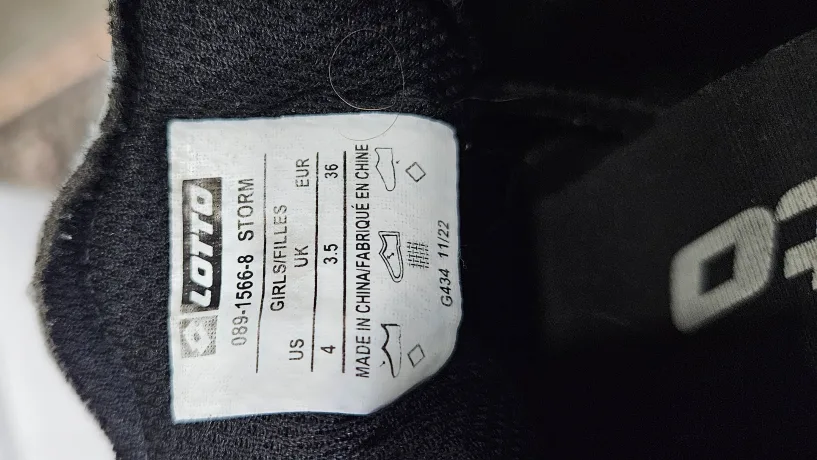 LOTTO
089-1566-8 STORM
GIRLS/FILLES
US UK EUR
4 3.5 36
MADE IN CHINA/FABRIQUÉ EN CHINE
G434 11/22